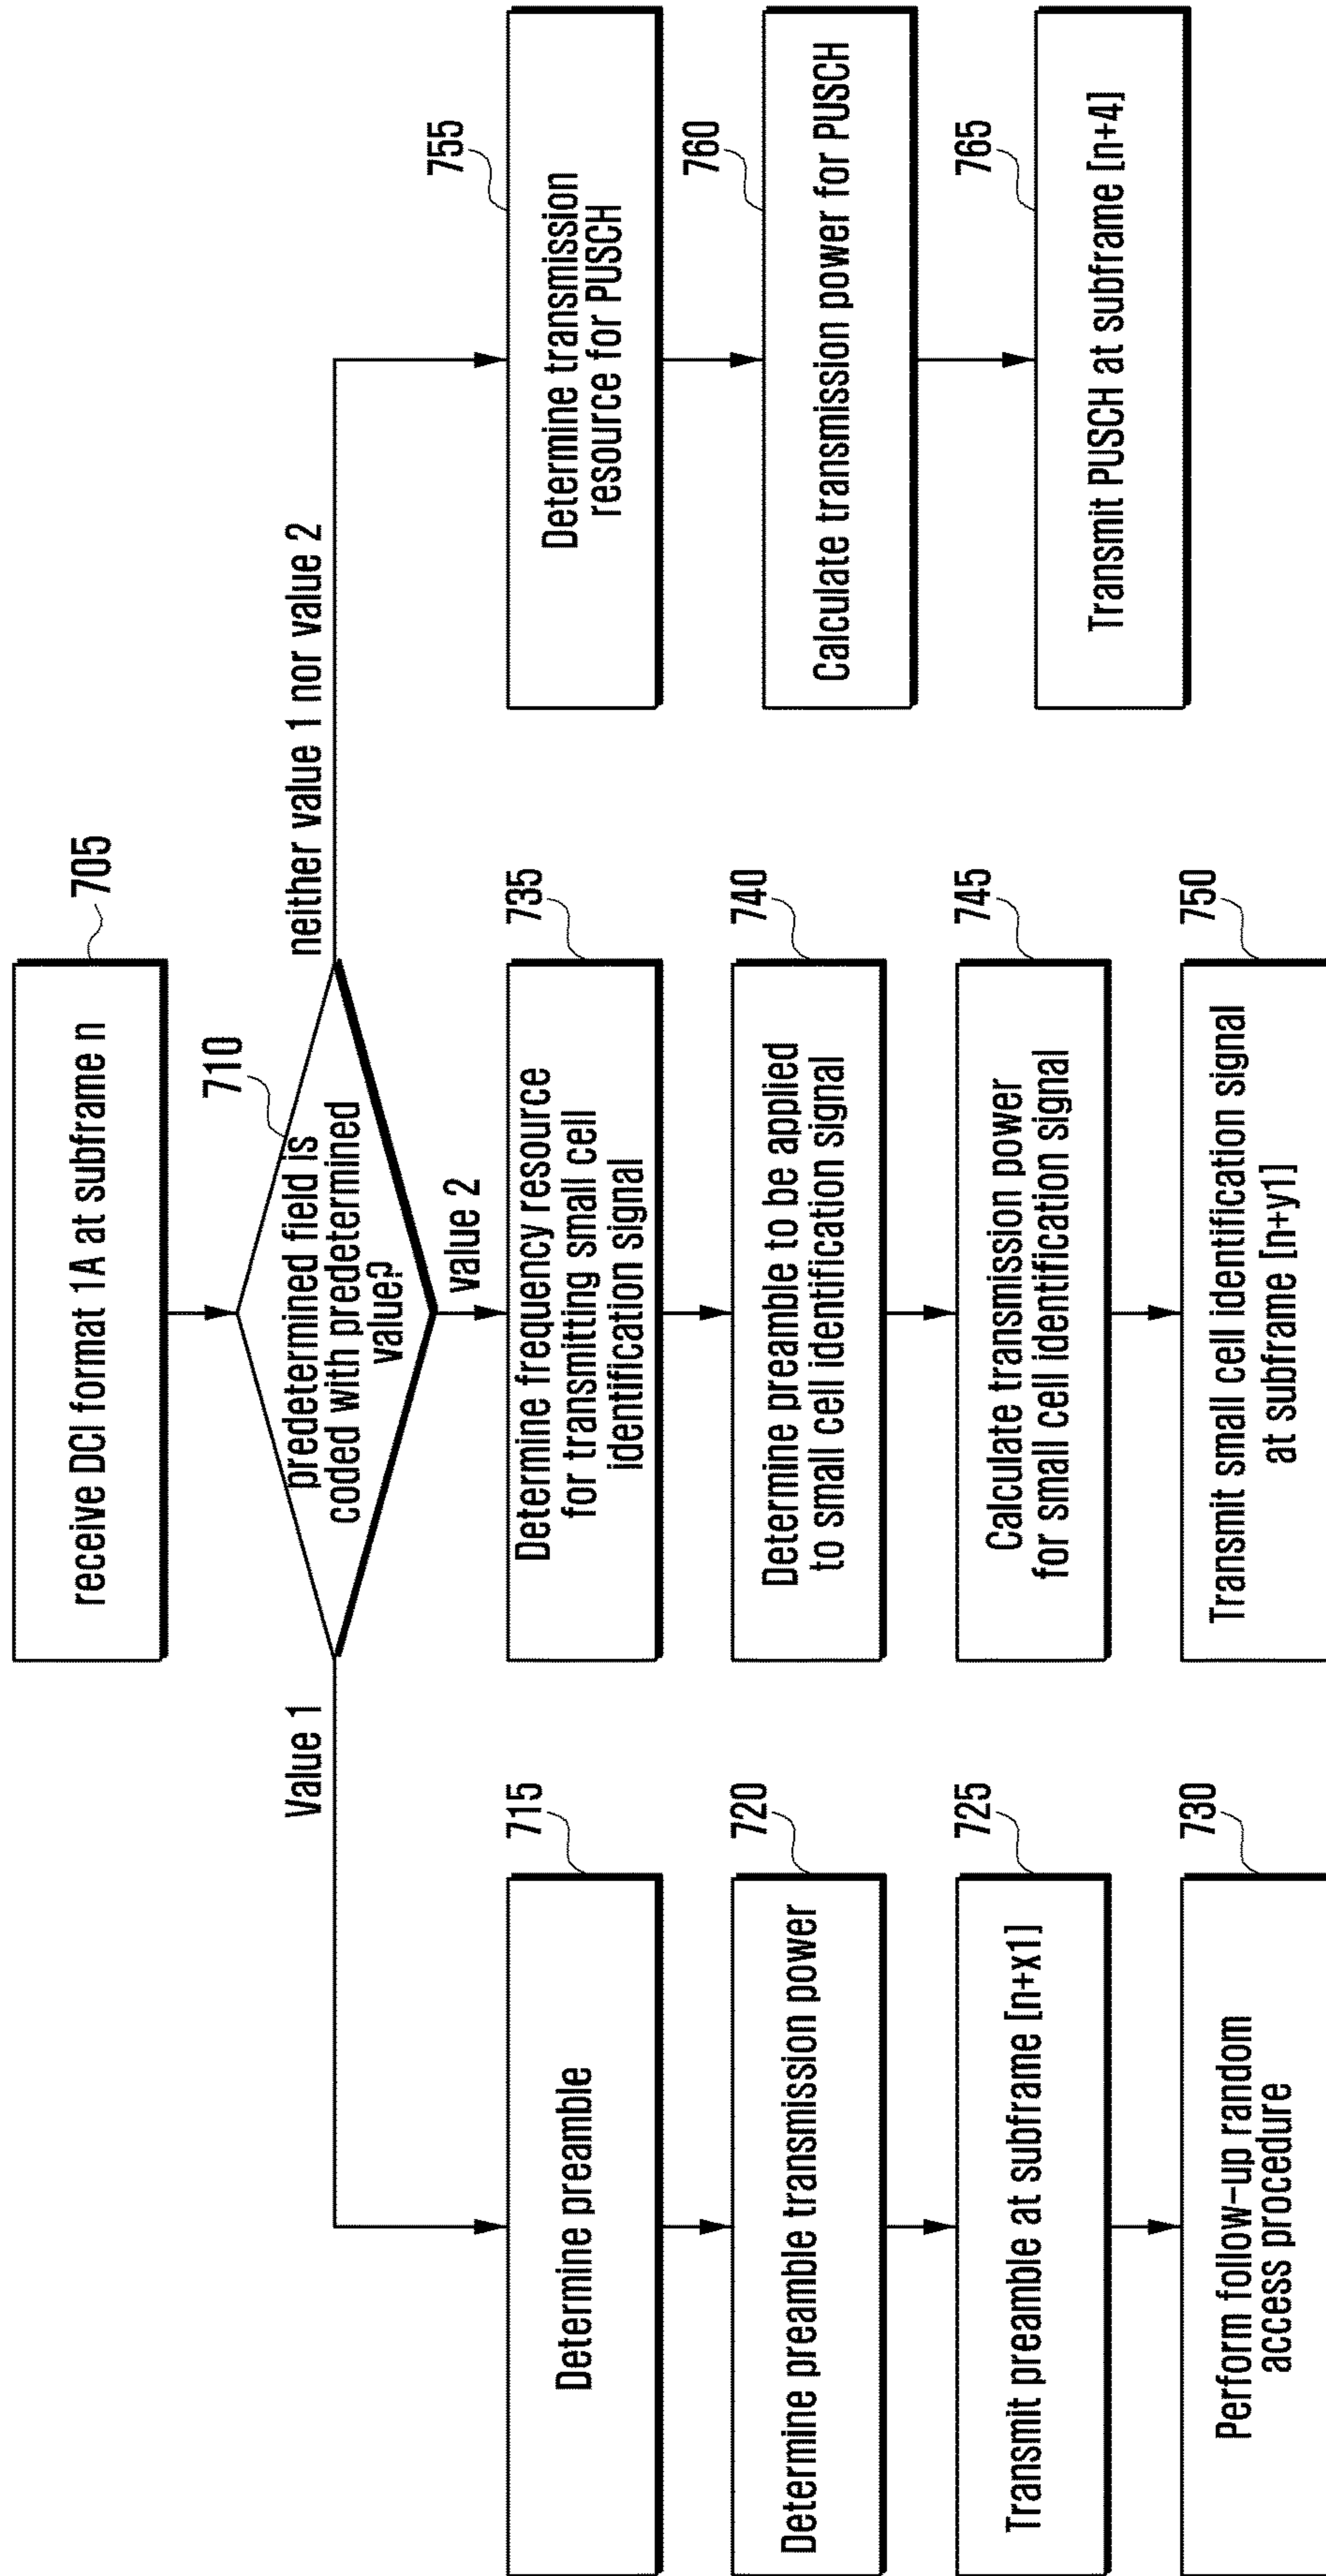 receive DCI format 1A at subframe n
705
710
predetermined field is
coded with predetermined
value?
Value 1
value 2
neither value 1 nor value 2
715
Determine preamble
720
Determine preamble transmission power
725
Transmit preamble at subframe [n+x1]
730
Perform follow-up random
access procedure
735
Determine frequency resource
for transmitting small cell
identification signal
740
Determine preamble to be applied
to small cell identification signal
745
Calculate transmission power
for small cell identification signal
750
Transmit small cell identification signal
at subframe [n+y1]
755
Determine transmission
resource for PUSCH
760
Calculate transmission power for PUSCH
765
Transmit PUSCH at subframe [n+4]